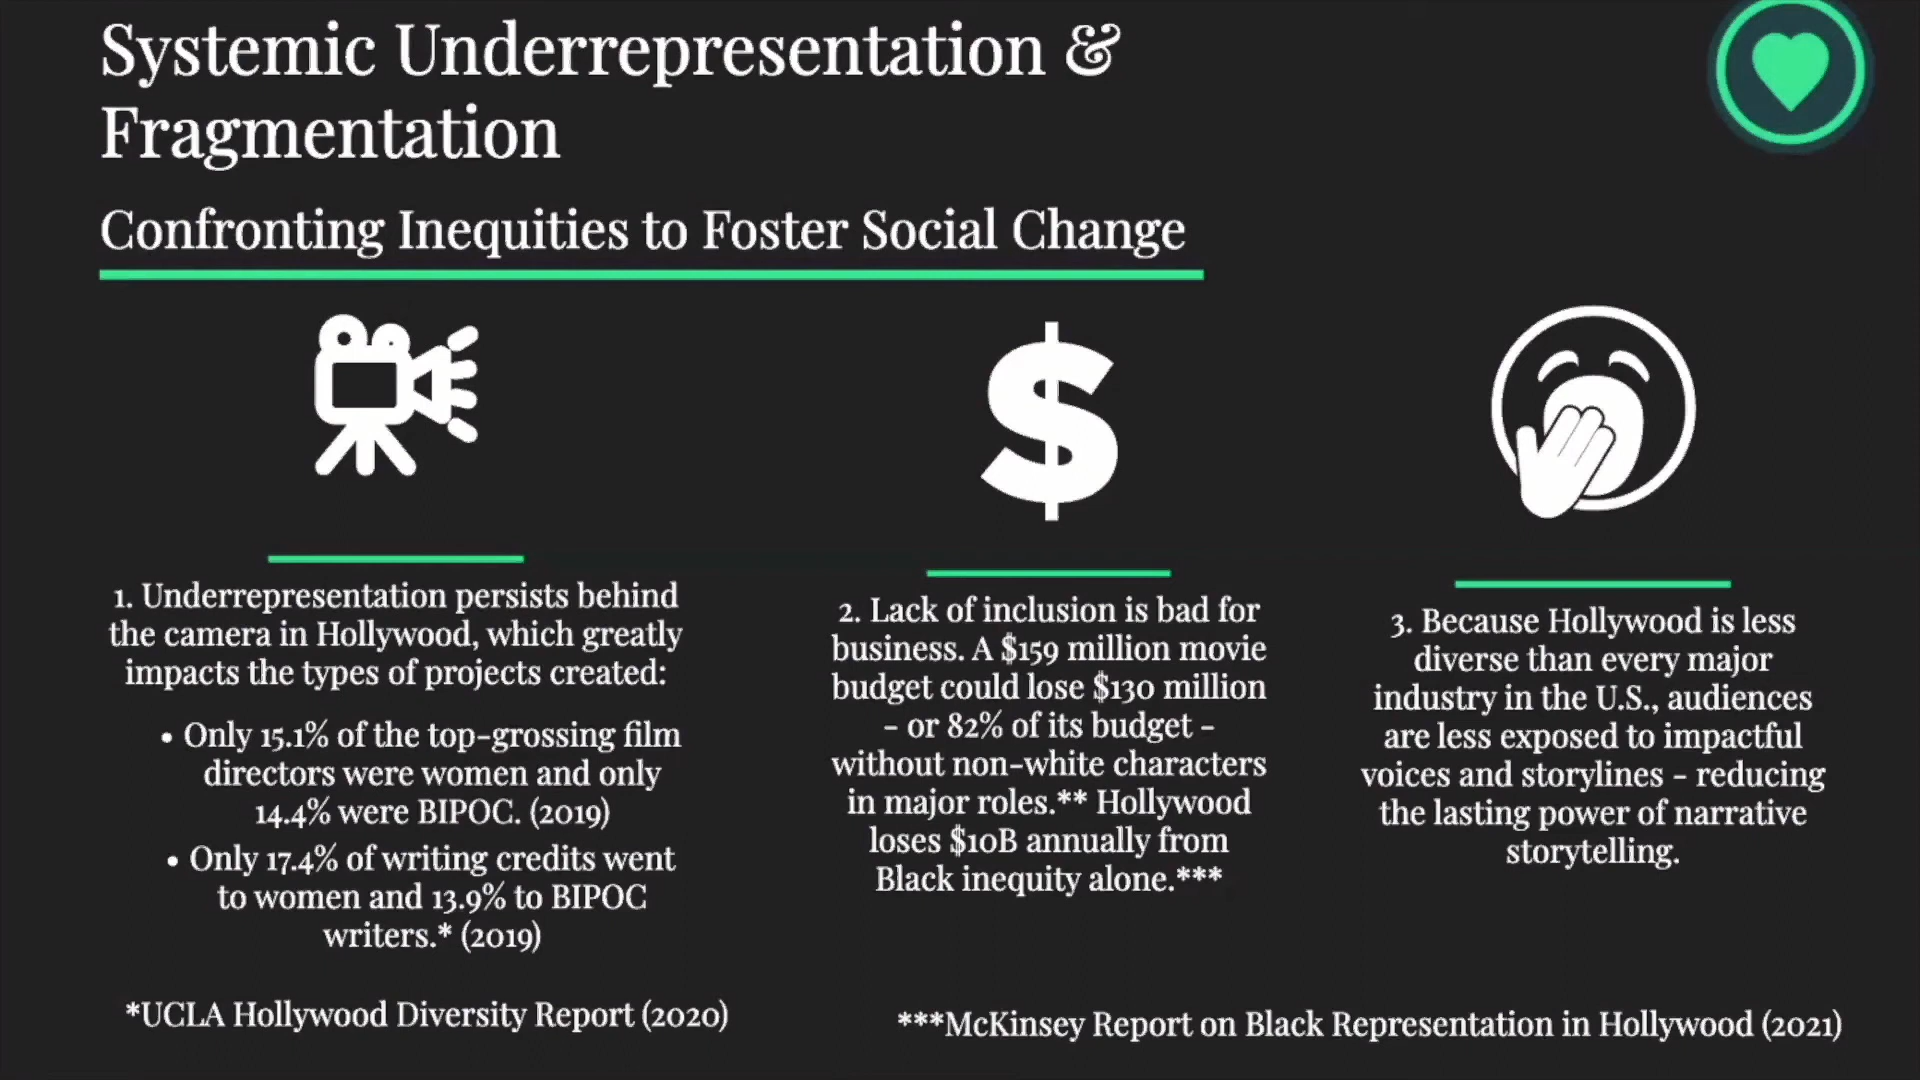 Systemic Underrepresentation &
Fragmentation
Confronting Inequities to Foster Social Change
1. Underrepresentation persists behind
the camera in Hollywood, which greatly
impacts the types of projects created:
• Only 15.1% of the top-grossing film
directors were women and only
14.4% were BIPOC. (2019)
• Only 17.4% of writing credits went
to women and 13.9% to BIPOC
writers.* (2019)
*UCLA Hollywood Diversity Report (2020)
$
2. Lack of inclusion is bad for
business. A $159 million movie
budget could lose $130 million
- or 82% of its budget -
without non-white characters
in major roles.** Hollywood
loses $10B annually from
Black inequity alone.***
3. Because Hollywood is less
diverse than every major
industry in the U.S., audiences
are less exposed to impactful
voices and storylines - reducing
the lasting power of narrative
storytelling.
***McKinsey Report on Black Representation in Hollywood (2021)